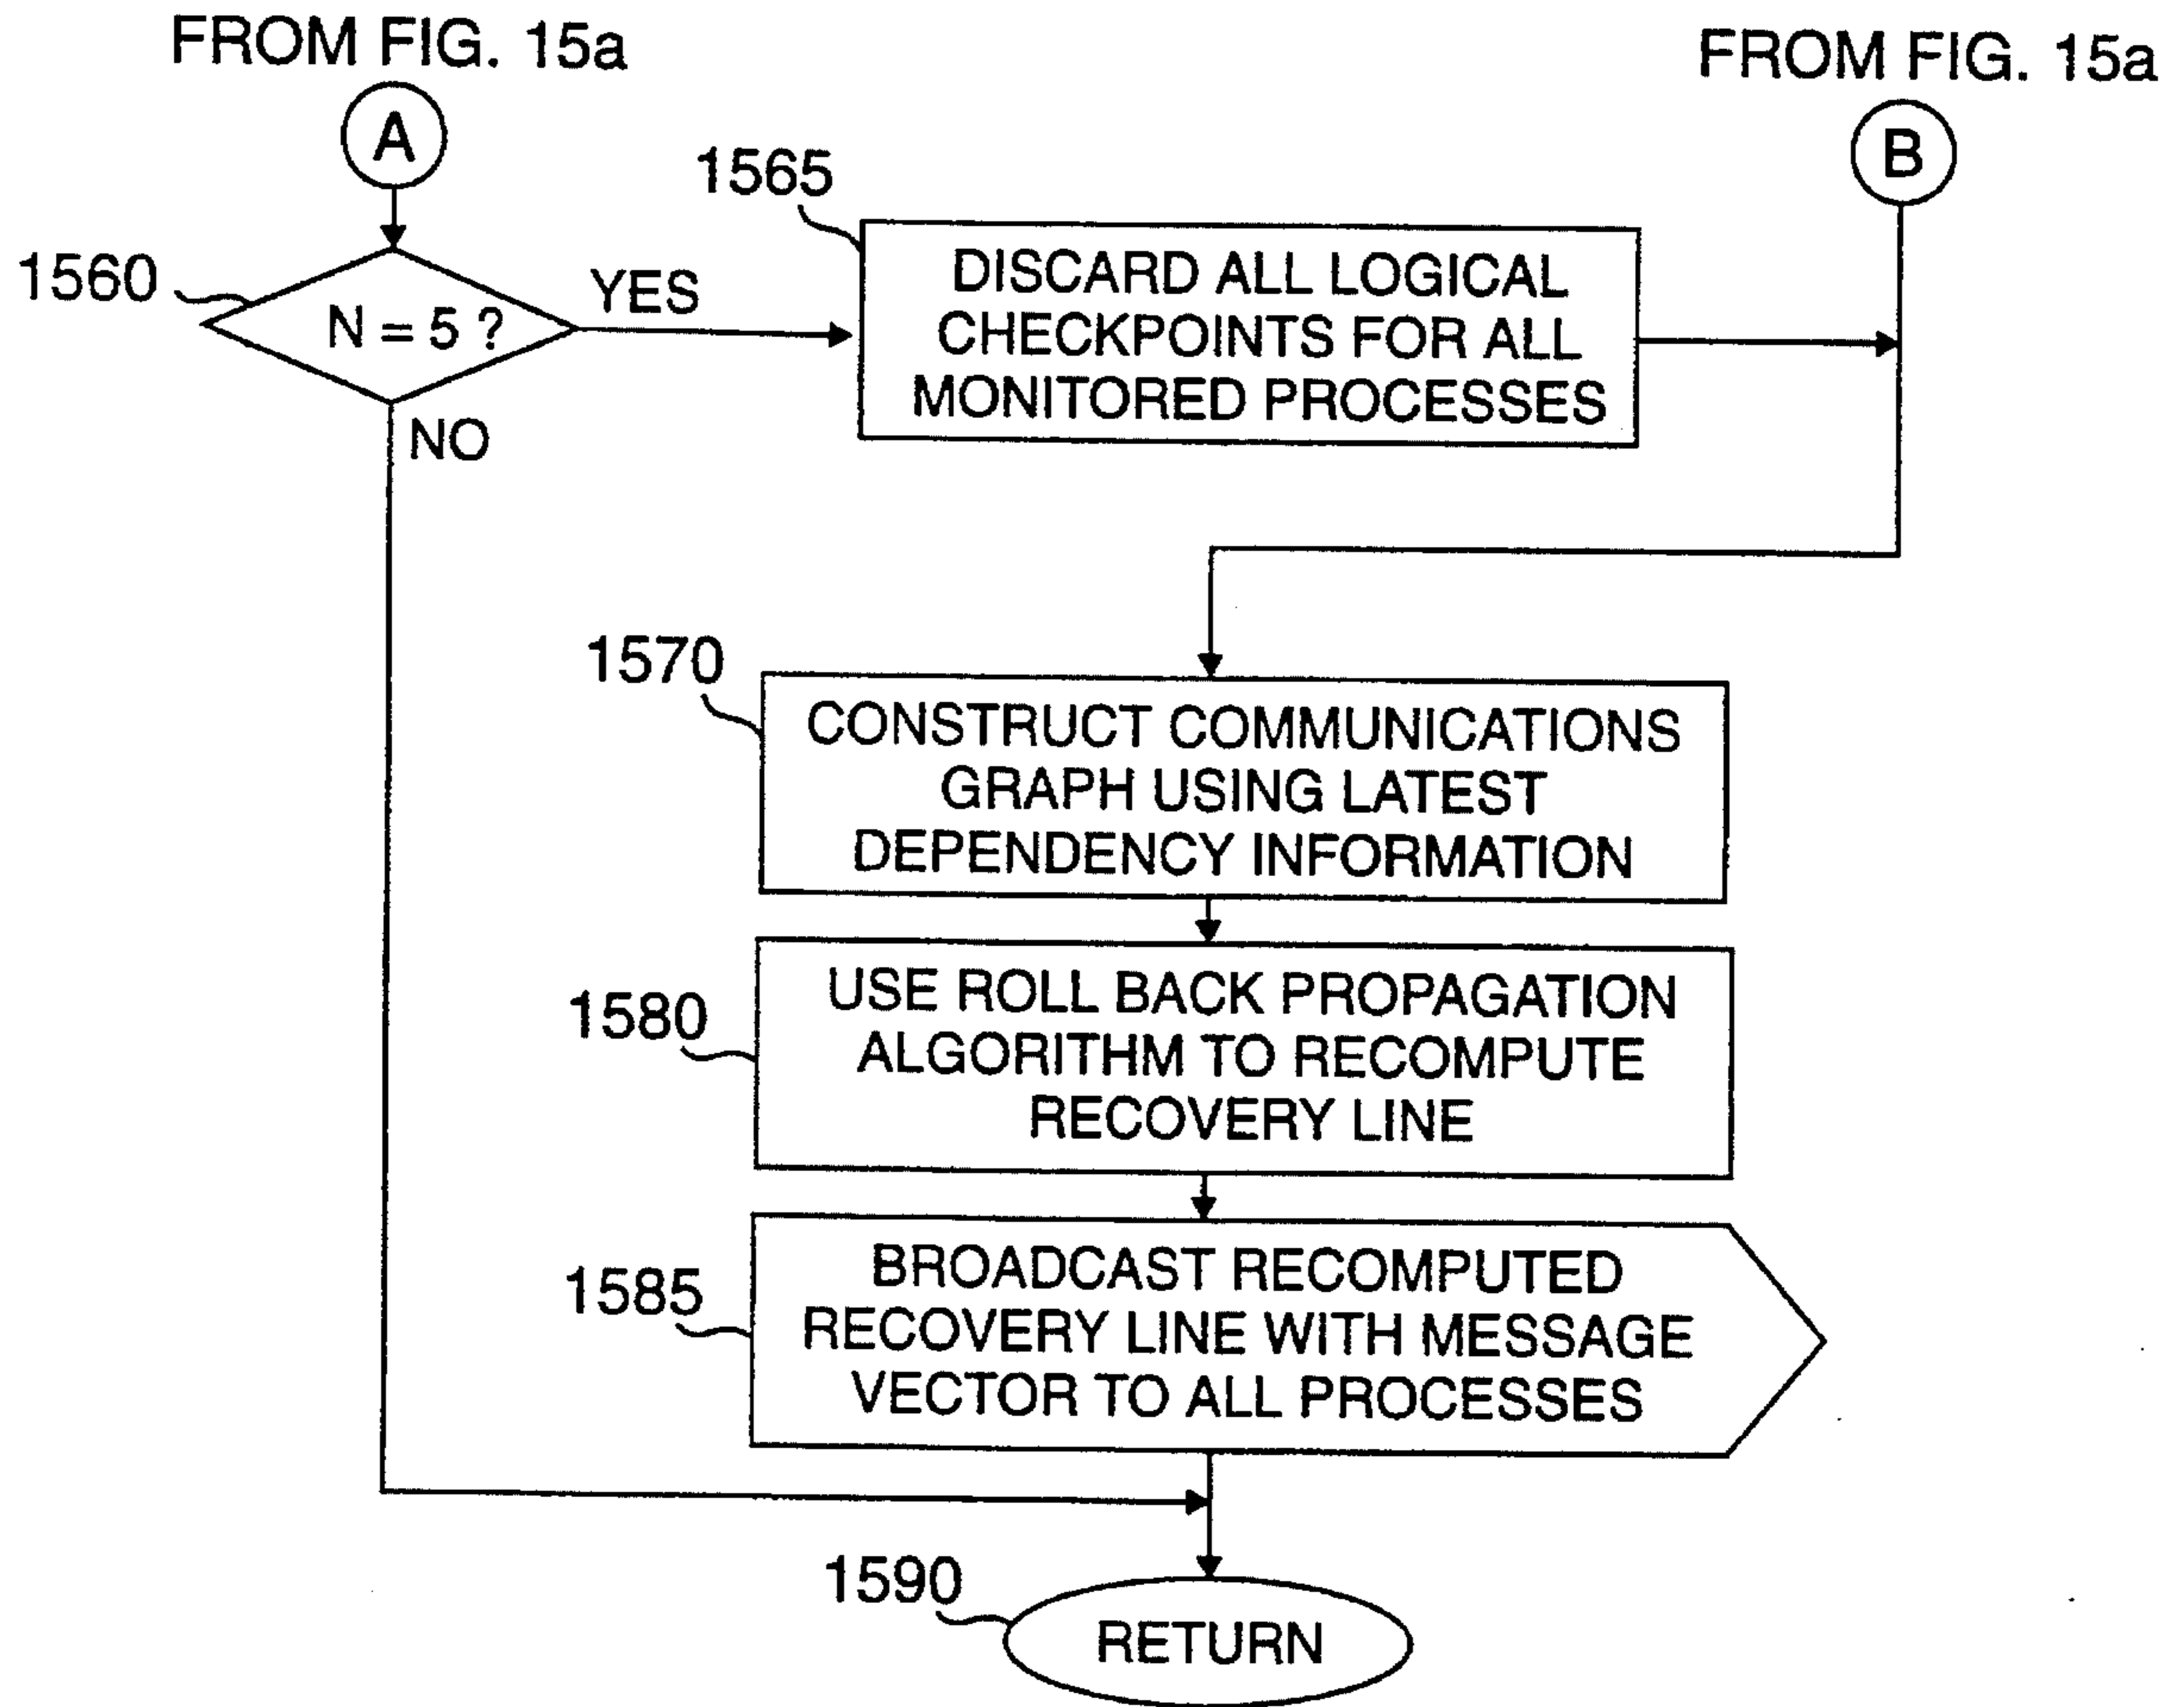 FROM FIG. 15a
A
FROM FIG. 15a
B
1560
N = 5 ?
YES
NO
1565
DISCARD ALL LOGICAL
CHECKPOINTS FOR ALL
MONITORED PROCESSES
1570
CONSTRUCT COMMUNICATIONS
GRAPH USING LATEST
DEPENDENCY INFORMATION
1580
USE ROLL BACK PROPAGATION
ALGORITHM TO RECOMPUTE
RECOVERY LINE
1585
BROADCAST RECOMPUTED
RECOVERY LINE WITH MESSAGE
VECTOR TO ALL PROCESSES
1590
RETURN